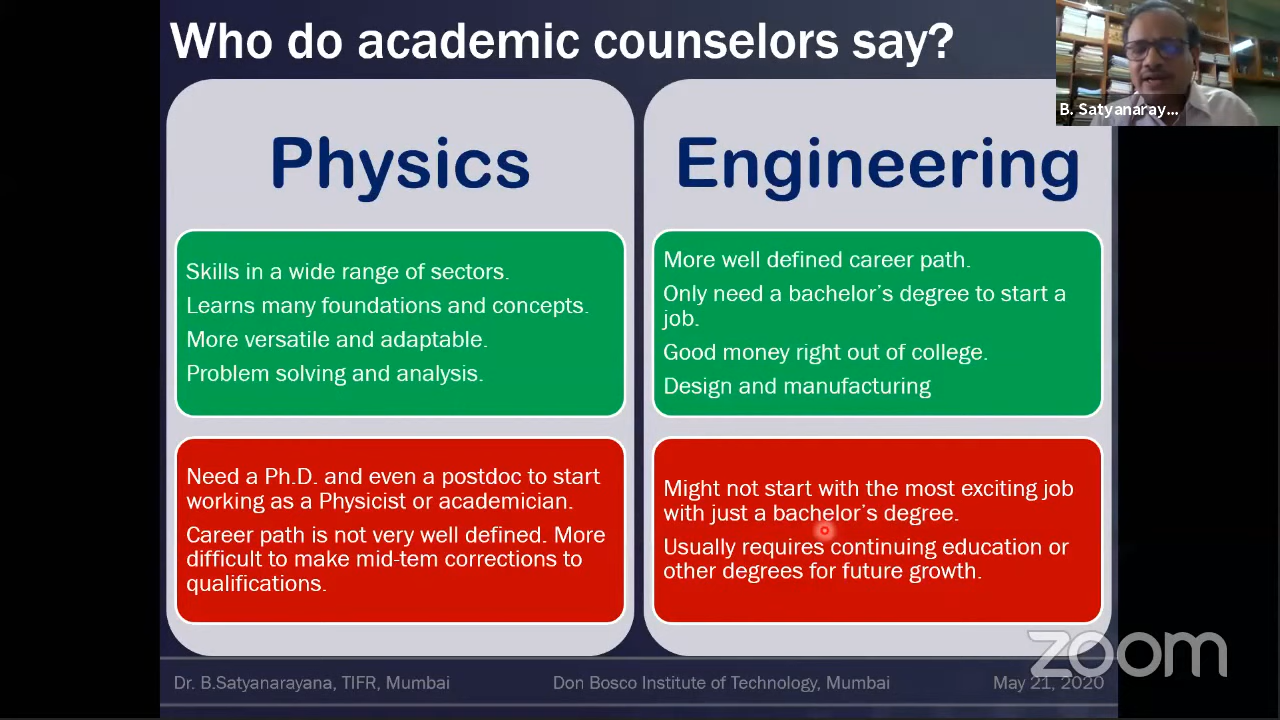 Who do academic counselors say?
B. Satyanaray...
Physics
Skills in a wide range of sectors.
Learns many foundations and concepts.
More versatile and adaptable.
Problem solving and analysis.
Need a Ph.D. and even a postdoc to start
working as a Physicist or academician.
Career path is not very well defined. More
difficult to make mid-tem corrections to
qualifications.
Engineering
More well defined career path.
Only need a bachelor's degree to start a
job.
Good money right out of college.
Design and manufacturing
Might not start with the most exciting job
with just a bachelor's degree.
Usually requires continuing education or
other degrees for future growth.
zoom
Dr. B.Satyanarayana, TIFR, Mumbai
Don Bosco Institute of Technology, Mumbai
May 21, 2020